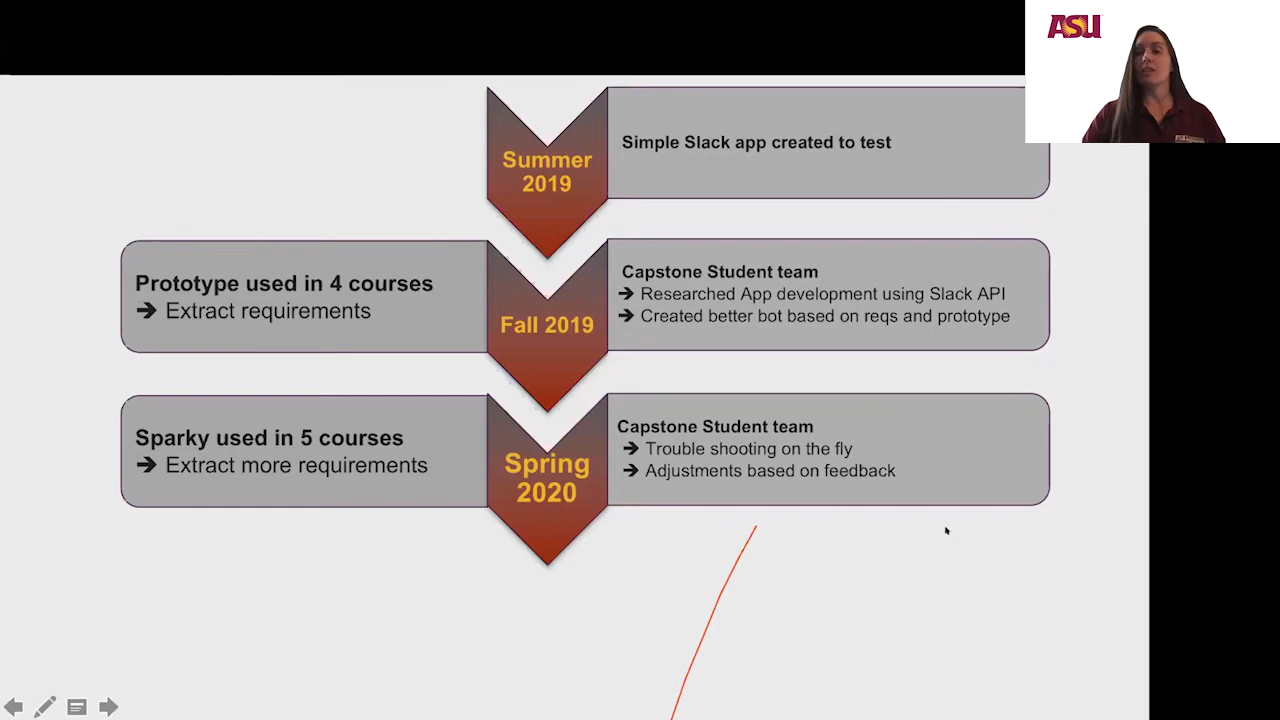 ASU
Summer
2019
Simple Slack app created to test
Prototype used in 4 courses
➔ Extract requirements
Fall 2019
Capstone Student team
➔ Researched App development using Slack API
➔ Created better bot based on reqs and prototype
Sparky used in 5 courses
➔ Extract more requirements
Spring
2020
Capstone Student team
➔ Trouble shooting on the fly
➔ Adjustments based on feedback